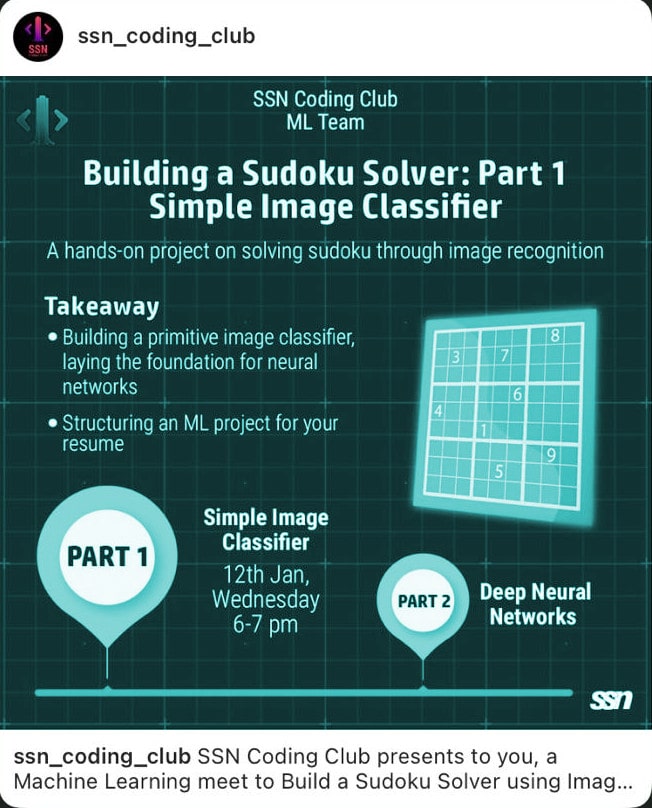 SSN
ssn_coding_club
SSN Coding Club
ML Team
Building a Sudoku Solver: Part 1
Simple Image Classifier
A hands-on project on solving sudoku through image recognition
Takeaway
• Building a primitive image classifier,
laying the foundation for neural
networks
• Structuring an ML project for your
resume
8
3 7
6
4
1
9
5
PART 1
Simple Image
Classifier
12th Jan,
Wednesday
6-7 pm
PART 2
Deep Neural
Networks
ssn
ssn_coding_club SSN Coding Club presents to you, a
Machine Learning meet to Build a Sudoku Solver using Imag...